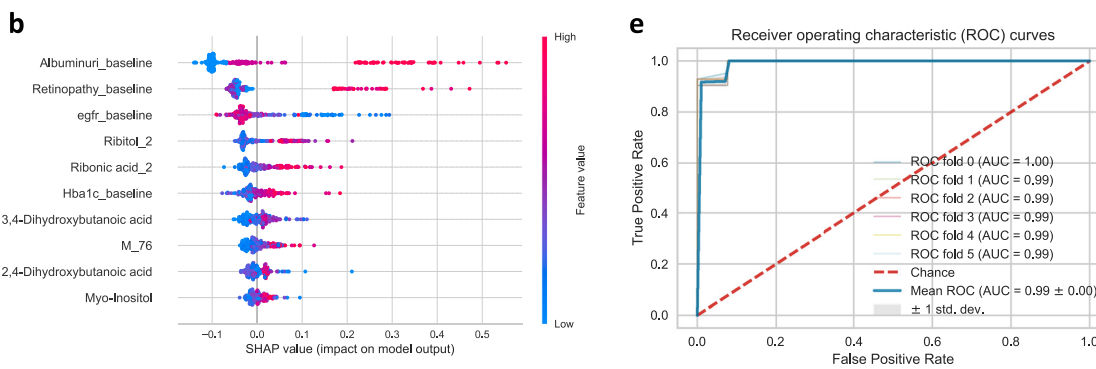 b
High
Albuminuri_baseline
Retinopathy_baseline
egfr_baseline
Ribitol_2
Ribonic acid_2
Hba1c_baseline
3,4-Dihydroxybutanoic acid
M_76
2,4-Dihydroxybutanoic acid
Myo-Inositol
Feature value
Low
−0.1 0.0 0.1 0.2 0.3 0.4 0.5
SHAP value (impact on model output)
e
Receiver operating characteristic (ROC) curves
True Positive Rate
1.0
0.8
0.6
0.4
0.2
0.0
ROC fold 0 (AUC = 1.00)
ROC fold 1 (AUC = 0.99)
ROC fold 2 (AUC = 0.99)
ROC fold 3 (AUC = 0.99)
ROC fold 4 (AUC = 0.99)
ROC fold 5 (AUC = 0.99)
Chance
Mean ROC (AUC = 0.99 ± 0.00)
± 1 std. dev.
0.0 0.2 0.4 0.6 0.8 1.0
False Positive Rate